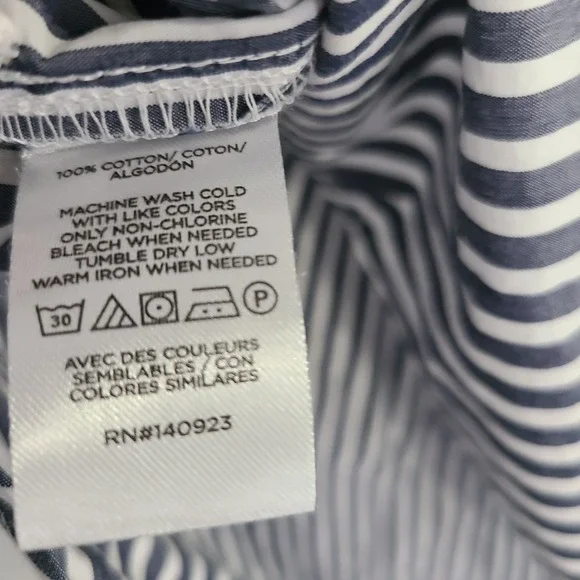 100% COTTON/ COTON/
ALGODÓN
MACHINE WASH COLD
WITH LIKE COLORS
ONLY NON-CHLORINE
BLEACH WHEN NEEDED
TUMBLE DRY LOW
WARM IRON WHEN NEEDED
30 P
AVEC DES COULEURS
SEMBLABLES / CON
COLORES SIMILARES
RN#140923